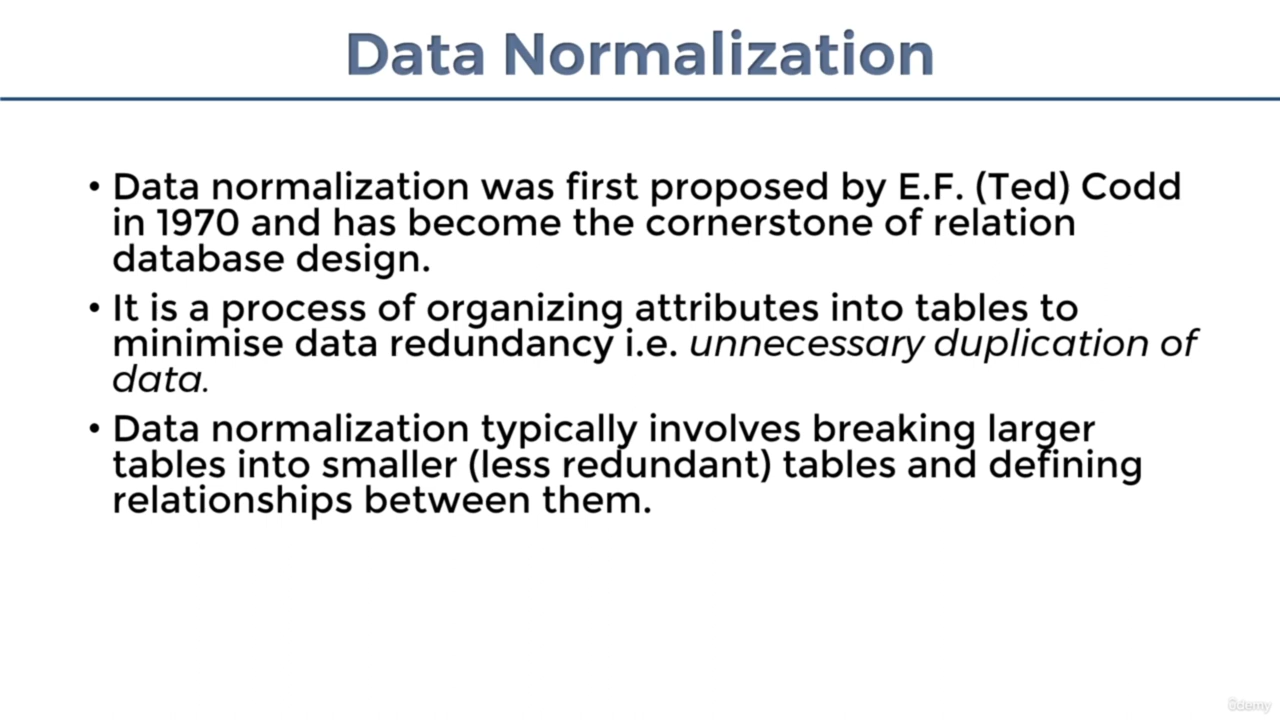 Data Normalization
• Data normalization was first proposed by E.F. (Ted) Codd
in 1970 and has become the cornerstone of relation
database design.
• It is a process of organizing attributes into tables to
minimise data redundancy i.e. unnecessary duplication of
data.
• Data normalization typically involves breaking larger
tables into smaller (less redundant) tables and defining
relationships between them.
ûdemy